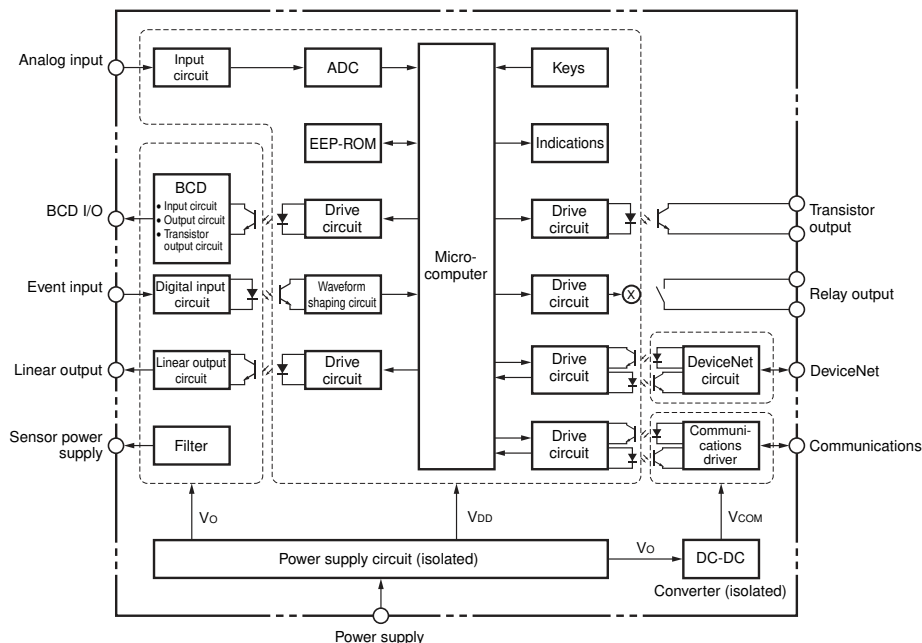 Analog input
Input
circuit
ADC
Keys
EEP-ROM
Indications
BCD I/O
BCD
• Input circuit
• Output circuit
• Transistor
output circuit
Drive
circuit
Micro-
computer
Drive
circuit
Transistor
output
Event input
Digital input
circuit
Waveform
shaping circuit
Drive
circuit
X
Relay output
Linear output
Linear output
circuit
Drive
circuit
Drive
circuit
DeviceNet
circuit
DeviceNet
Sensor power
supply
Filter
Drive
circuit
Communi-
cations
driver
Communications
VO
VDD
VCOM
Power supply circuit (isolated)
VO
DC-DC
Converter (isolated)
Power supply